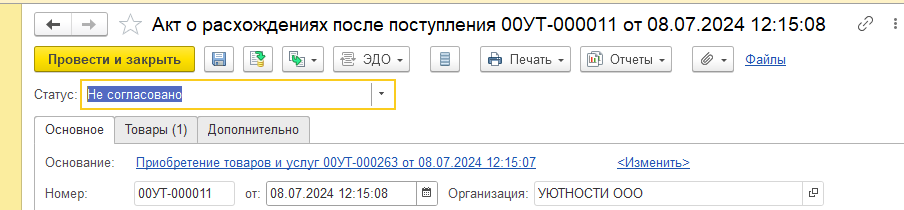 Акт о расхождениях после поступления 00УТ-000011 от 08.07.2024 12:15:08
Провести и закрыть ЭДО Печать Отчеты Файлы
Статус: Не согласовано
Основное Товары (1) Дополнительно
Основание: Приобретение товаров и услуг 00УТ-000263 от 08.07.2024 12:15:07 <Изменить>
Номер: 00УТ-000011 от: 08.07.2024 12:15:08 Организация: УЮТНОСТИ ООО